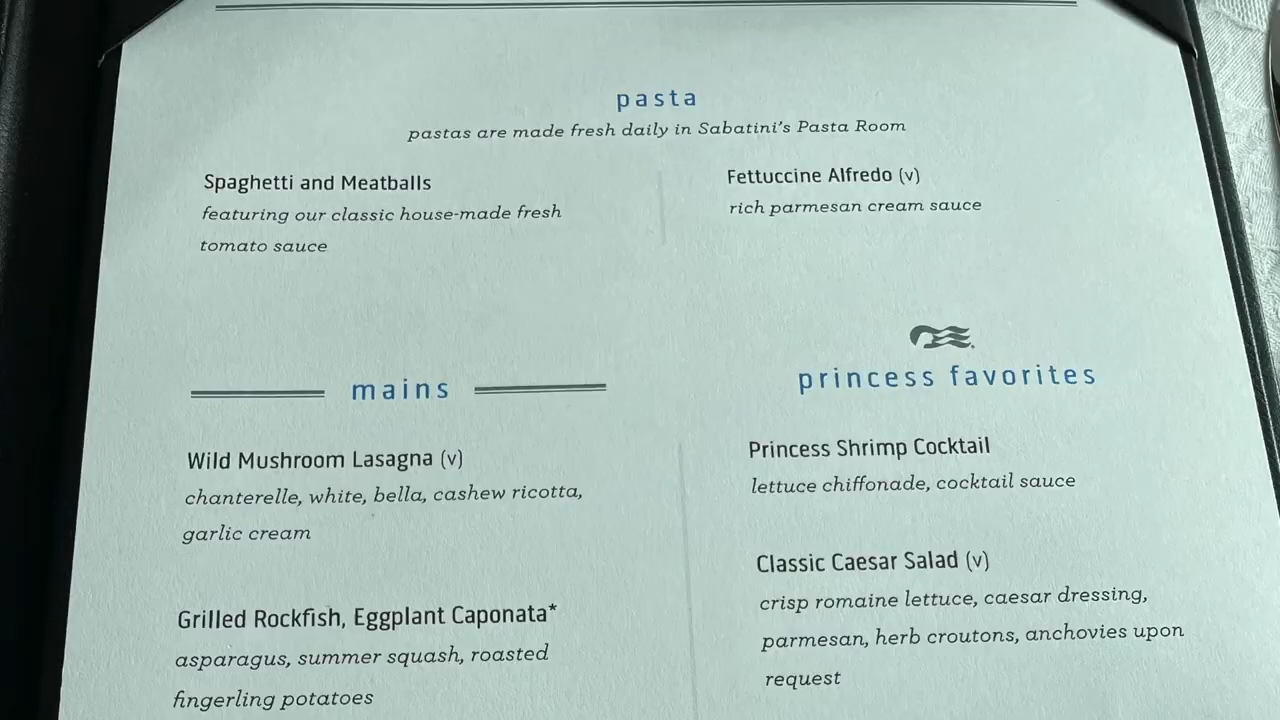 pasta
pastas are made fresh daily in Sabatini's Pasta Room
Spaghetti and Meatballs
featuring our classic house-made fresh
tomato sauce
Fettuccine Alfredo (v)
rich parmesan cream sauce
mains
Wild Mushroom Lasagna (v)
chanterelle, white, bella, cashew ricotta,
garlic cream
Grilled Rockfish, Eggplant Caponata*
asparagus, summer squash, roasted
fingerling potatoes
princess favorites
Princess Shrimp Cocktail
lettuce chiffonade, cocktail sauce
Classic Caesar Salad (v)
crisp romaine lettuce, caesar dressing,
parmesan, herb croutons, anchovies upon
request